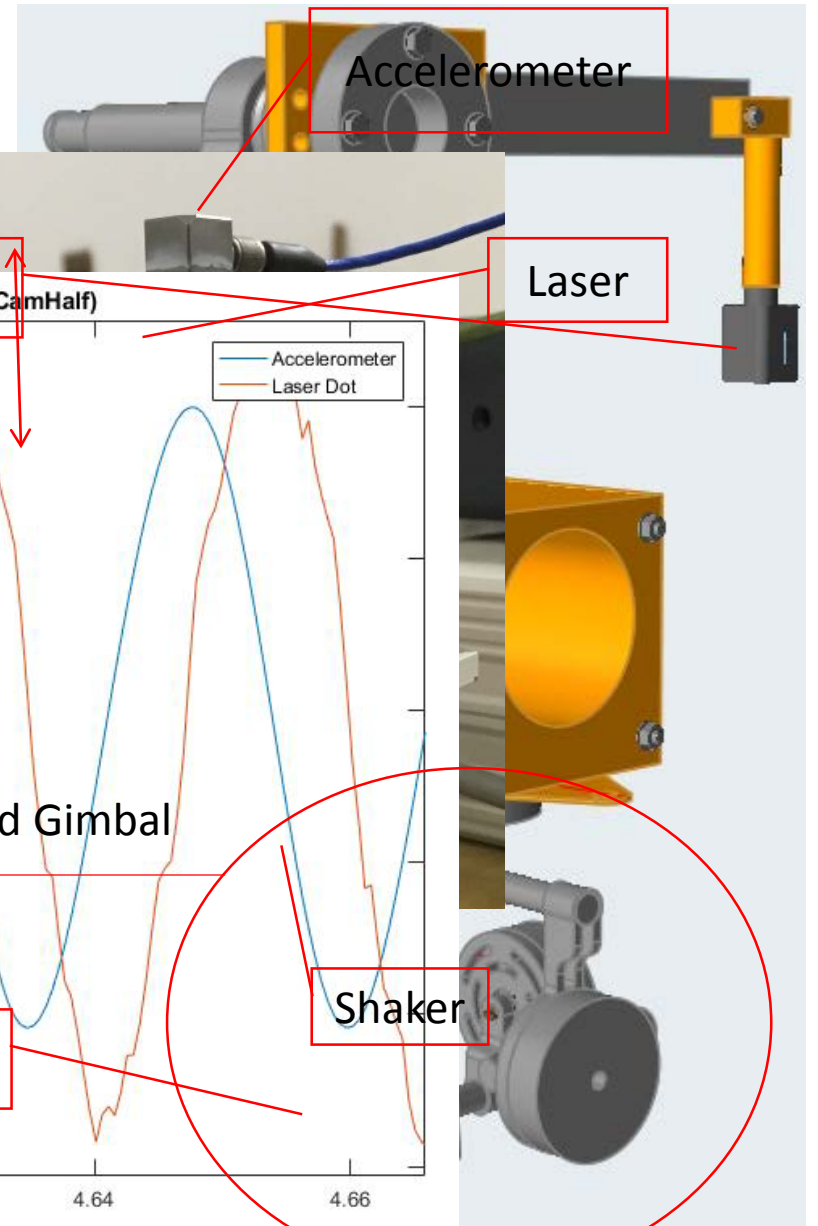 Accelerometer
Laser
CamHalf)
Accelerometer
Laser Dot
d Gimbal
Shaker
4.64
4.66